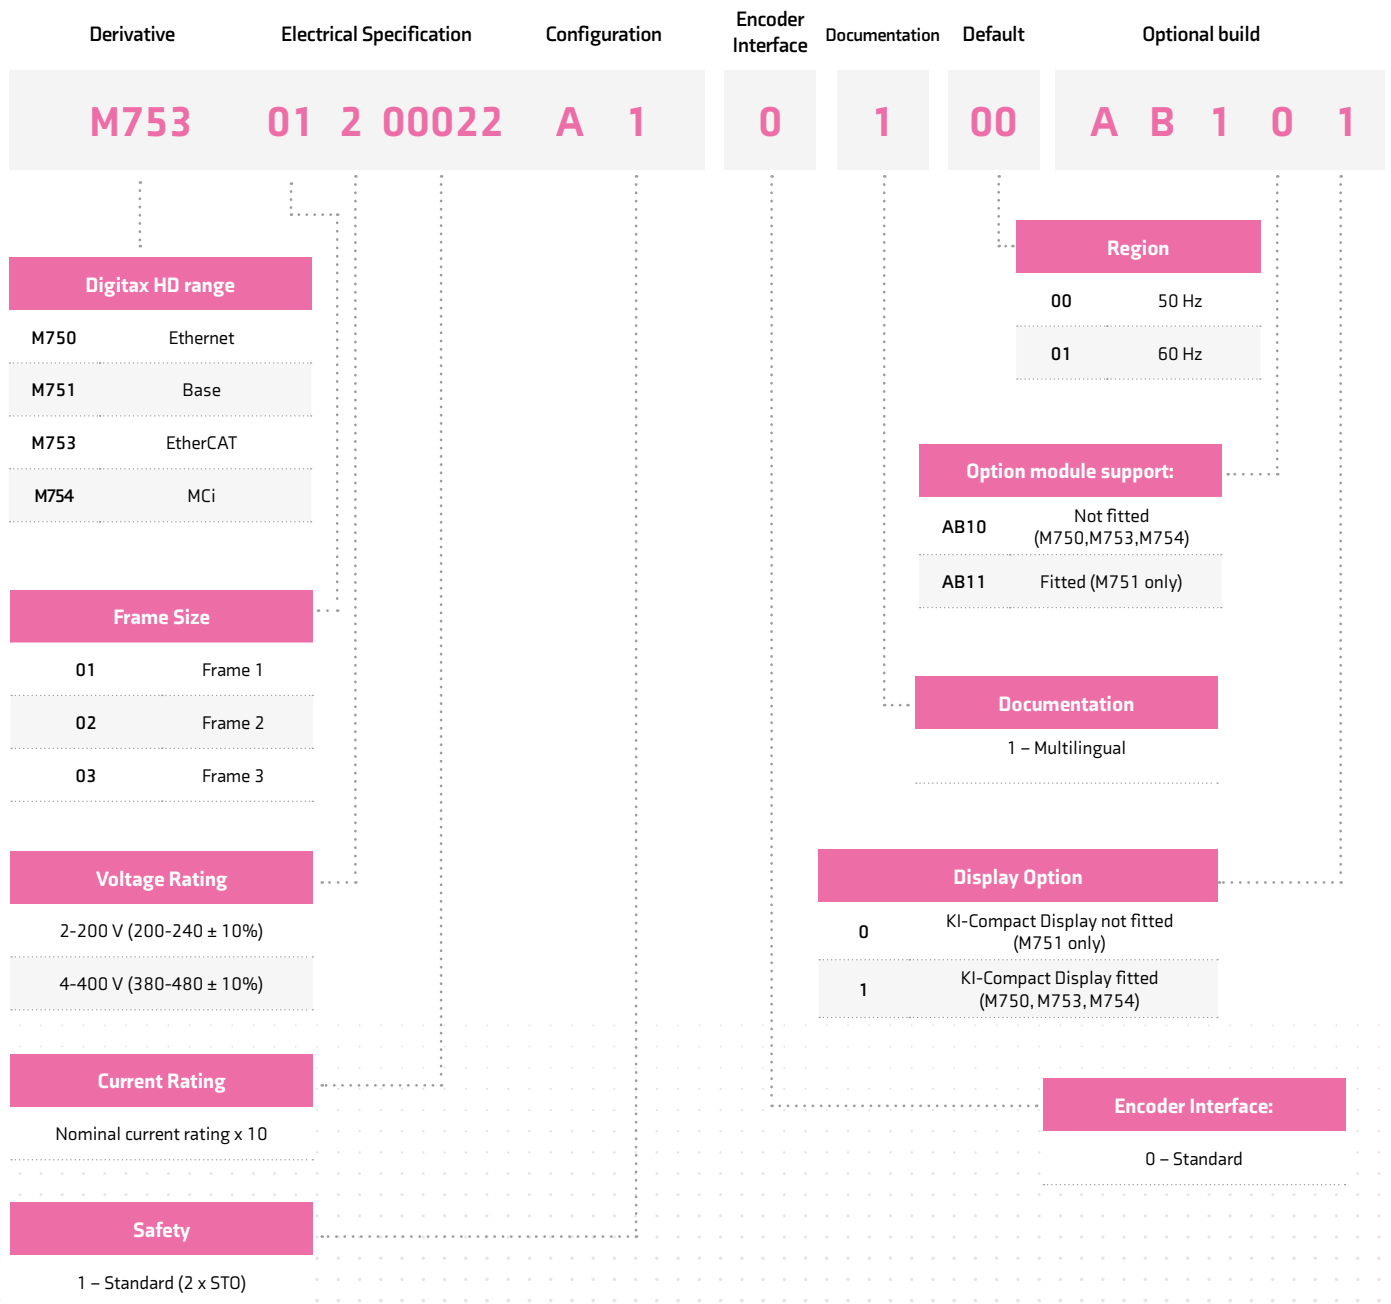 Derivative
Electrical Specification
Configuration
Encoder
Interface
Documentation
Default
Optional build
M753 01 2 00022 A 1 0 1 00 A B 1 0 1
Digitax HD range
M750 Ethernet
M751 Base
M753 EtherCAT
M754 MCi
Frame Size
01 Frame 1
02 Frame 2
03 Frame 3
Voltage Rating
2-200 V (200-240 ± 10%)
4-400 V (380-480 ± 10%)
Current Rating
Nominal current rating x 10
Safety
1 – Standard (2 x STO)
Region
00 50 Hz
01 60 Hz
Option module support:
AB10 Not fitted
(M750,M753,M754)
AB11 Fitted (M751 only)
Documentation
1 – Multilingual
Display Option
0 KI-Compact Display not fitted
(M751 only)
1 KI-Compact Display fitted
(M750, M753, M754)
Encoder Interface:
0 – Standard